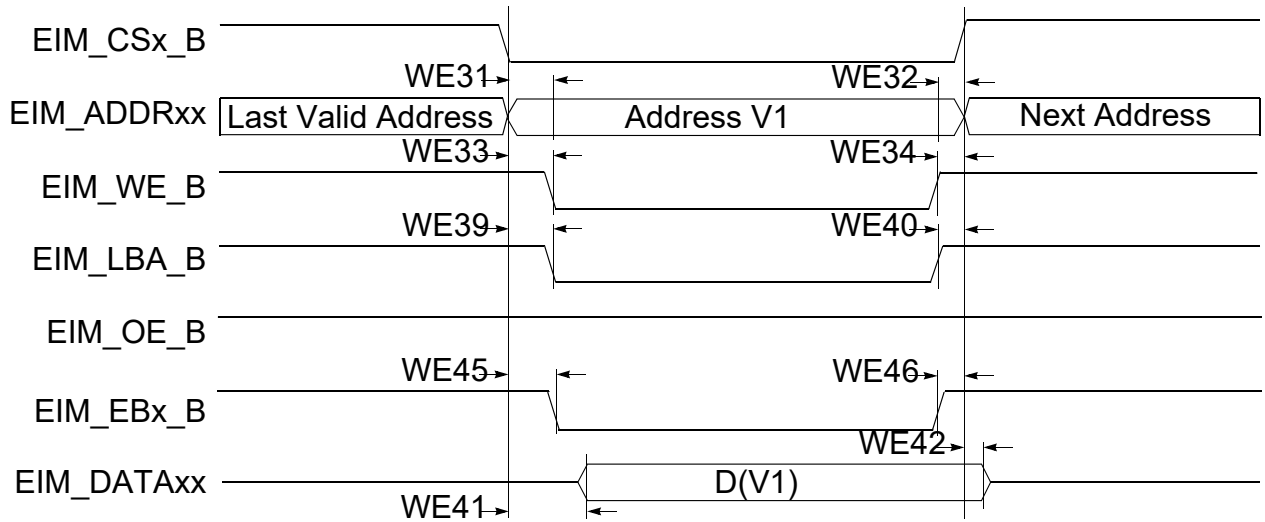 EIM_CSx_B
WE31 WE32
EIM_ADDRxx Last Valid Address Address V1 Next Address
WE33 WE34
EIM_WE_B
WE39 WE40
EIM_LBA_B
EIM_OE_B
WE45 WE46
EIM_EBx_B
WE42
EIM_DATAxx D(V1)
WE41